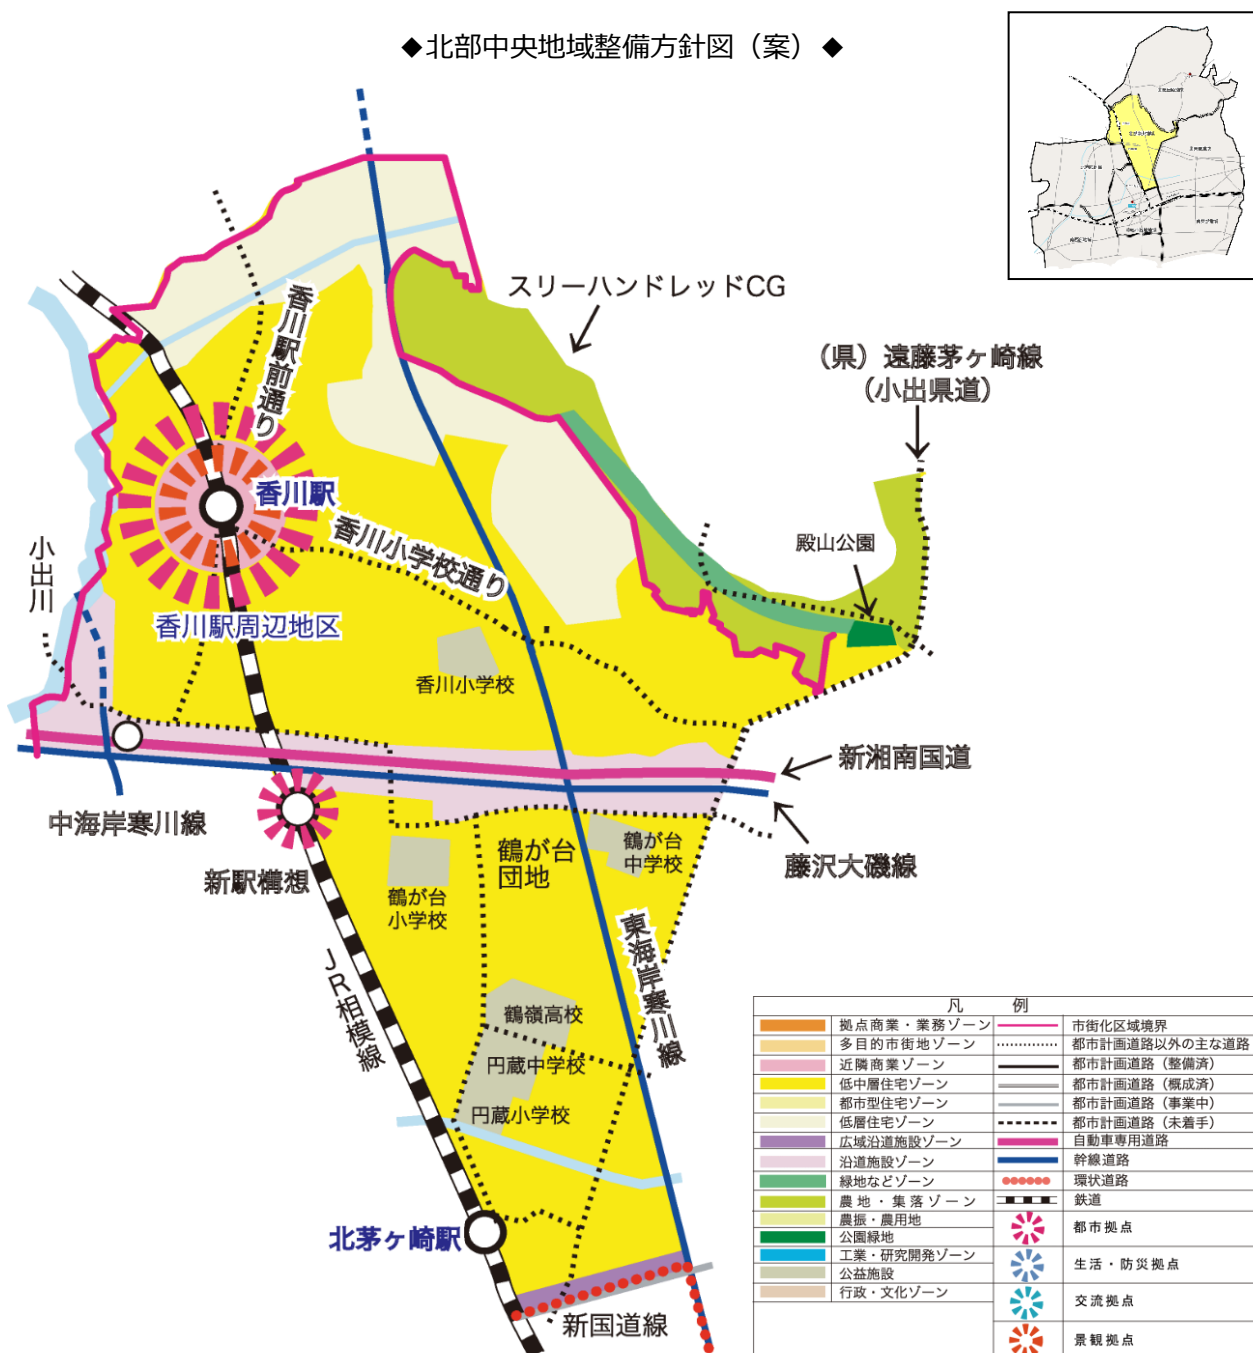 ◆北部中央地域整備方針図（案）◆
スリーハンドレッドCG
（県）遠藤茅ヶ崎線
（小出県道）
香川駅前通り
香川駅
香川小学校通り
殿山公園
小出川
香川駅周辺地区
香川小学校
新湘南国道
中海岸寒川線
藤沢大磯線
新駅構想
鶴が台
団地
鶴が台
中学校
鶴が台
小学校
東海岸寒川線
JR相模線
鶴嶺高校
円蔵中学校
円蔵小学校
北茅ヶ崎駅
新国道線
凡　例
拠点商業・業務ゾーン
市街化区域境界
多目的市街地ゾーン
都市計画道路以外の主な道路
近隣商業ゾーン
都市計画道路（整備済）
低中層住宅ゾーン
都市計画道路（概成済）
都市型住宅ゾーン
都市計画道路（事業中）
低層住宅ゾーン
都市計画道路（未着手）
広域沿道施設ゾーン
自動車専用道路
沿道施設ゾーン
幹線道路
緑地などゾーン
環状道路
農地・集落ゾーン
鉄道
農振・農用地
都市拠点
公園緑地
工業・研究開発ゾーン
生活・防災拠点
公益施設
行政・文化ゾーン
交流拠点
景観拠点